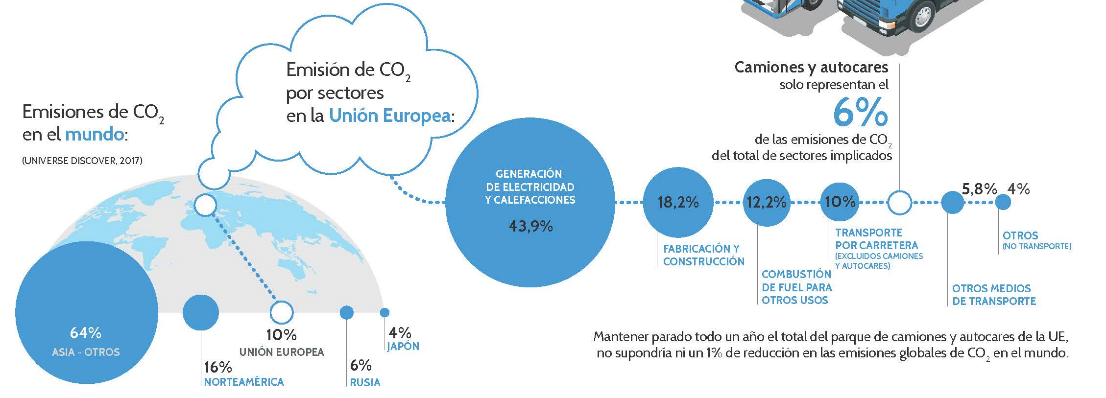 Emisiones de CO₂
en el mundo:
(UNIVERSE DISCOVER, 2017)
Emisión de CO₂
por sectores
en la Unión Europea:
64%
ASIA - OTROS
16%
NORTEAMÉRICA
10%
UNIÓN EUROPEA
6%
RUSIA
4%
JAPÓN
GENERACIÓN
DE ELECTRICIDAD
Y CALEFACCIONES
43,9%
18,2%
FABRICACIÓN Y
CONSTRUCCIÓN
12,2%
COMBUSTIÓN
DE FUEL PARA
OTROS USOS
10%
TRANSPORTE
POR CARRETERA
(EXCLUIDOS CAMIONES
Y AUTOCARES)
Camiones y autocares
solo representan el
6%
de las emisiones de CO₂
del total de sectores implicados
5,8%
OTROS MEDIOS
DE TRANSPORTE
4%
OTROS
(NO TRANSPORTE)
Mantener parado todo un año el total del parque de camiones y autocares de la UE,
no supondría ni un 1% de reducción en las emisiones globales de CO₂ en el mundo.